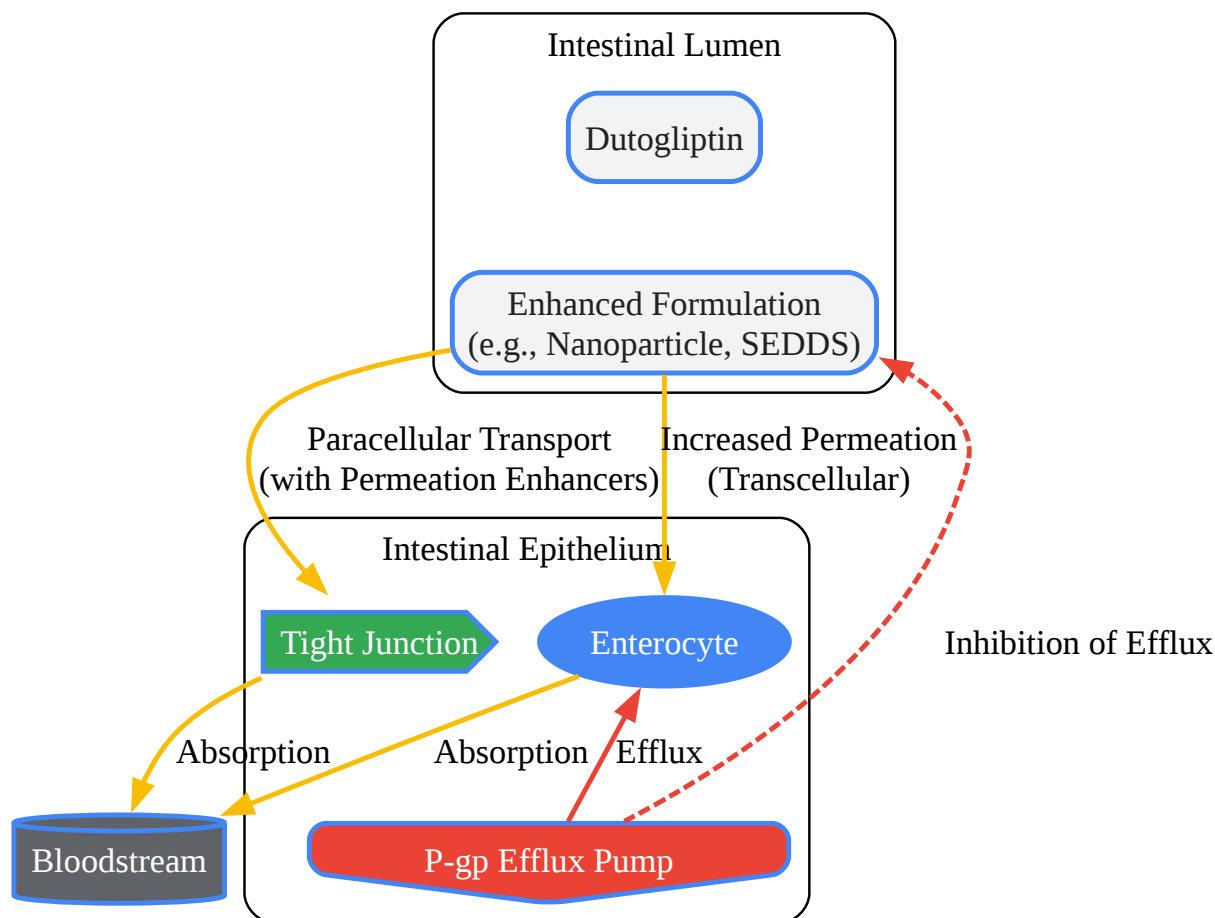 Intestinal Lumen
Dutogliptin
Enhanced Formulation
(e.g., Nanoparticle, SEDDS)
Paracellular Transport
(with Permeation Enhancers)
Increased Permeation
(Transcellular)
Intestinal Epithelium
Tight Junction
Enterocyte
Inhibition of Efflux
Absorption
Absorption
Efflux
Bloodstream
P-gp Efflux Pump